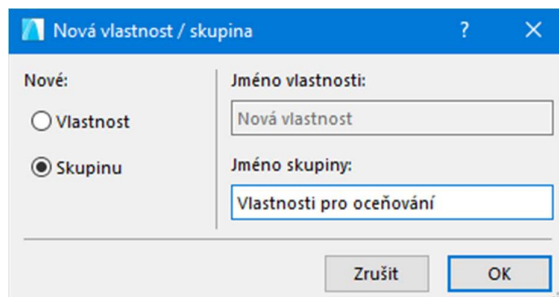 Nová vlastnost / skupina ?
Nové:
Vlastnost
Skupinu
Jméno vlastnosti:
Nová vlastnost
Jméno skupiny:
Vlastnosti pro oceňování
Zrušit OK